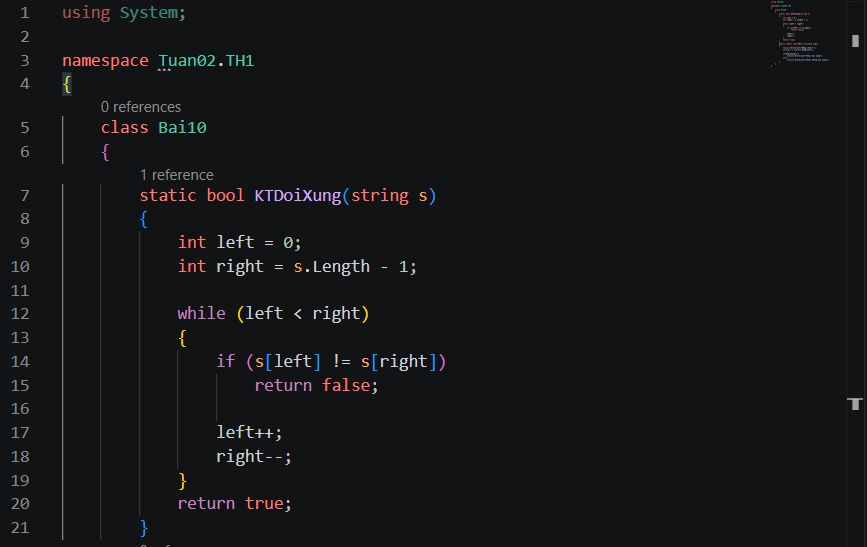 1 using System;
2
3 namespace Tuan02.TH1
4 {
0 references
5 class Bai10
6 {
1 reference
7 static bool KTDoiXung(string s)
8 {
9 int left = 0;
10 int right = s.Length - 1;
11
12 while (left < right)
13 {
14 if (s[left] != s[right])
15 return false;
16
17 left++;
18 right--;
19 }
20 return true;
21 }